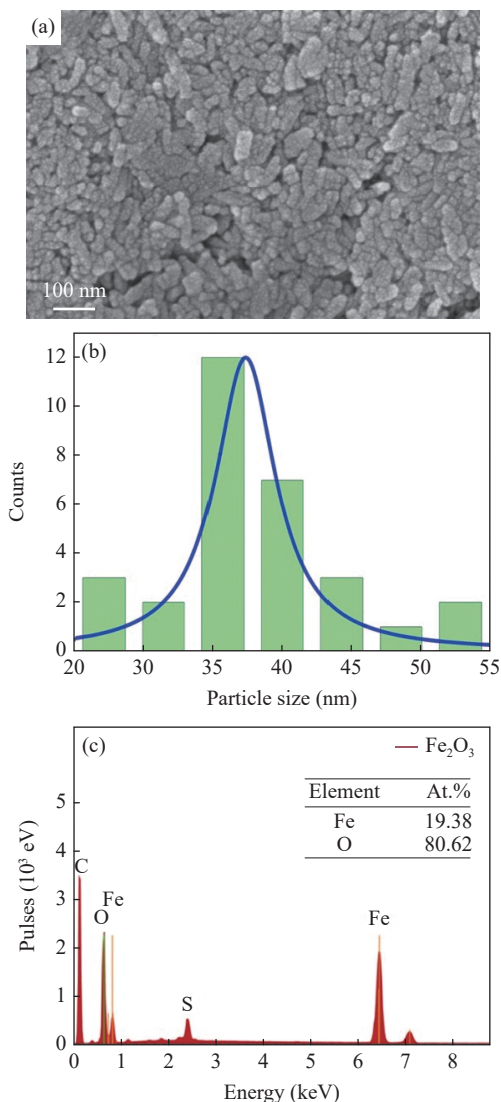 (a)
100 nm
(b)
12
10
8
6
4
2
0
Counts
20 30 35 40 45 50 55
Particle size (nm)
(c)
Fe₂O₃
Element At.%
Fe 19.38
O 80.62
5
4
3
2
1
0
Pulses (10³ eV)
C
O
Fe
S
Fe
0 1 2 3 4 5 6 7 8
Energy (keV)